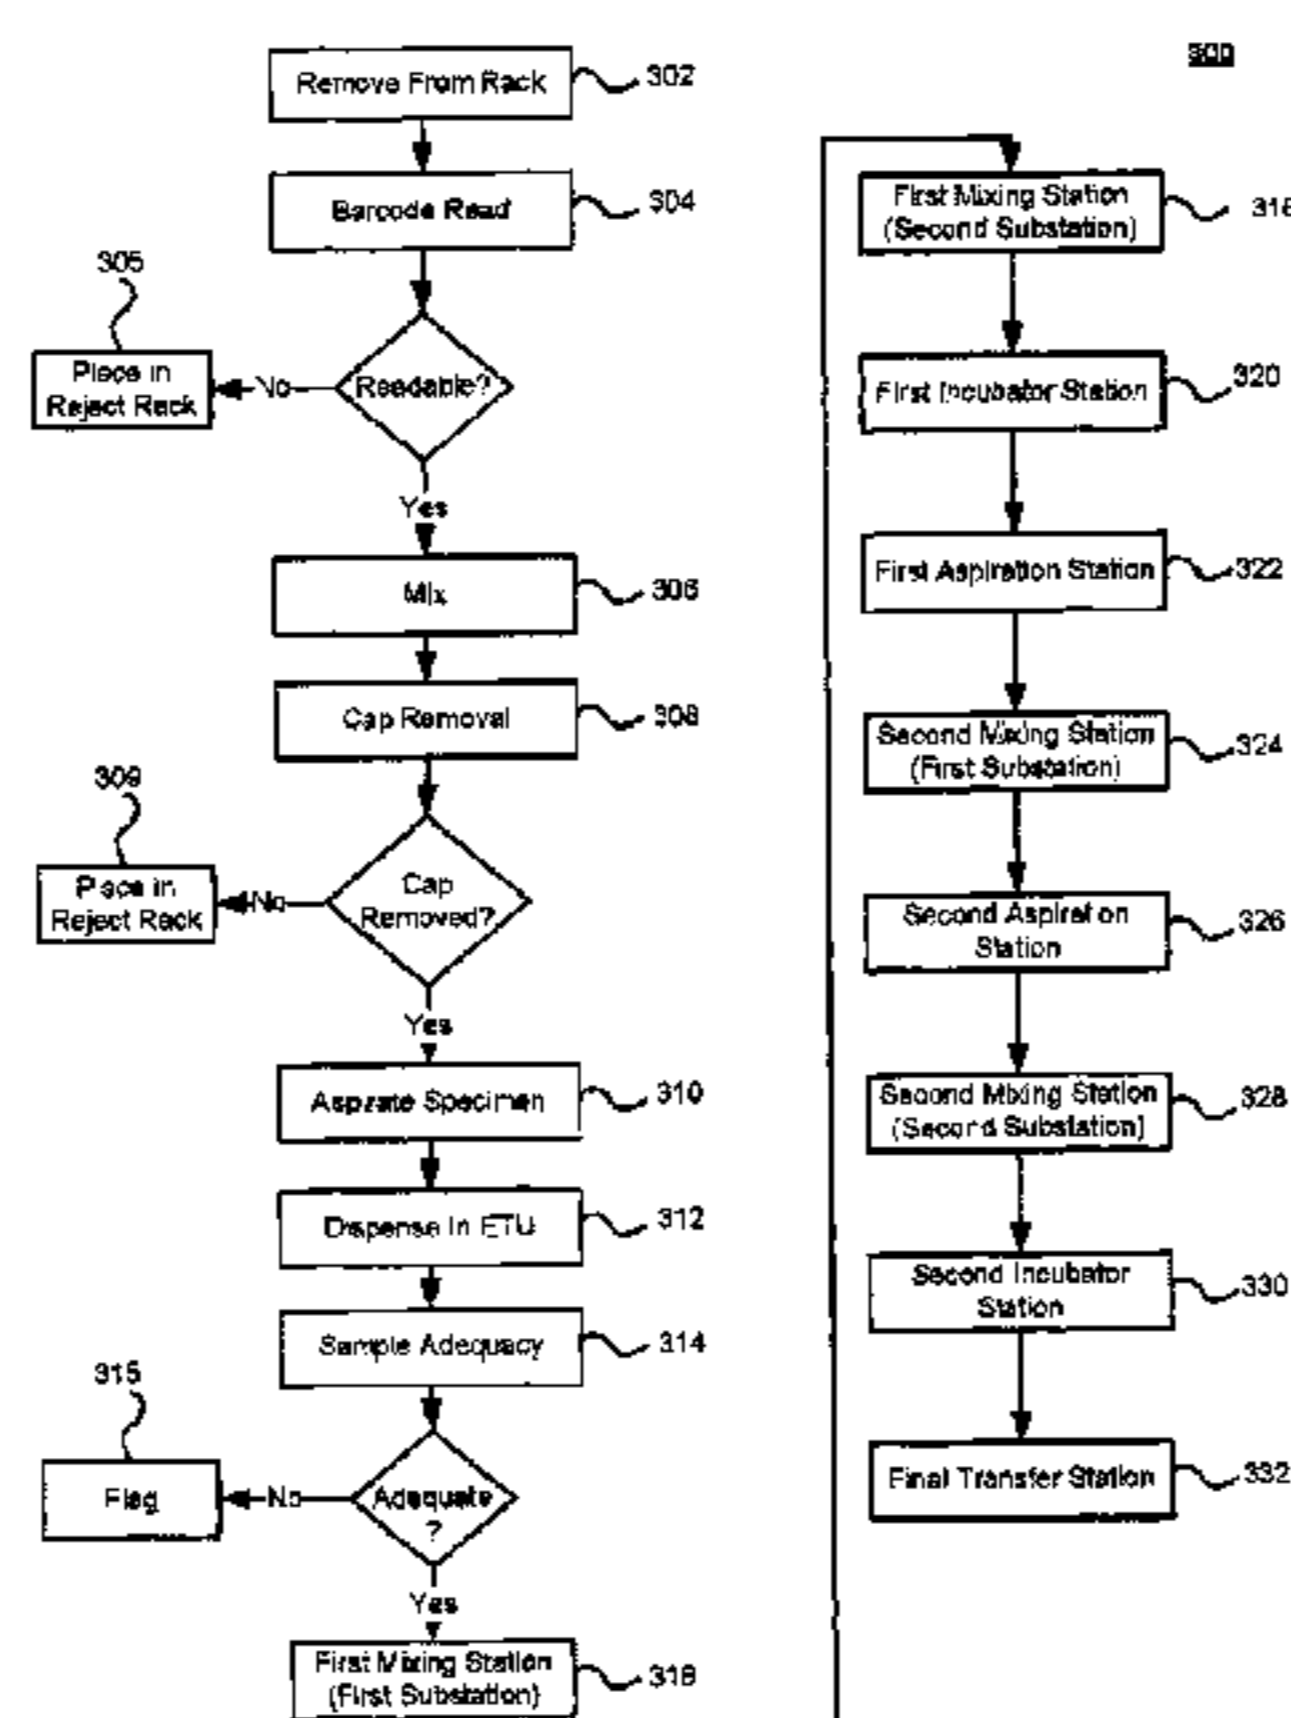 300
Remove From Rack
302
Barcode Read
304
305
Place in
Reject Rack
No
Readable?
Yes
Mix
306
Cap Removal
308
309
Place in
Reject Rack
No
Cap
Removed?
Yes
Aspirate Specimen
310
Dispense In ETU
312
Sample Adequacy
314
315
Flag
No
Adequate
?
Yes
First Mixing Station
(First Substation)
First Mixing Station
(Second Substation)
First Incubator Station
320
First Aspiration Station
322
Second Mixing Station
(First Substation)
324
Second Aspiration
Station
326
Second Mixing Station
(Second Substation)
328
Second Incubator
Station
330
Final Transfer Station
332